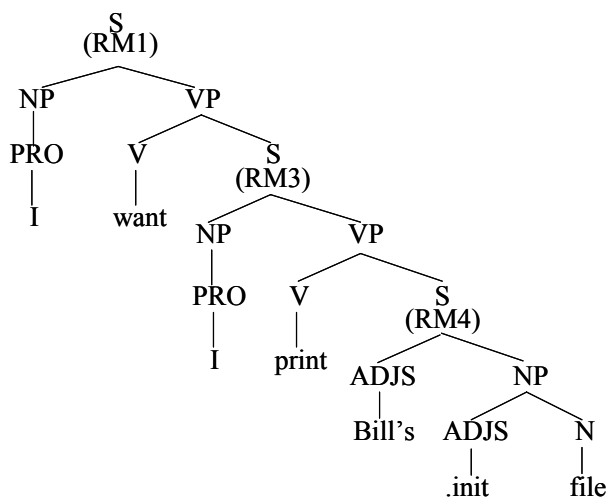 S
(RM1)
NP VP
PRO V S
(RM3)
I want
NP VP
PRO V S
(RM4)
I print
ADJS NP
Bill's ADJS N
.init file